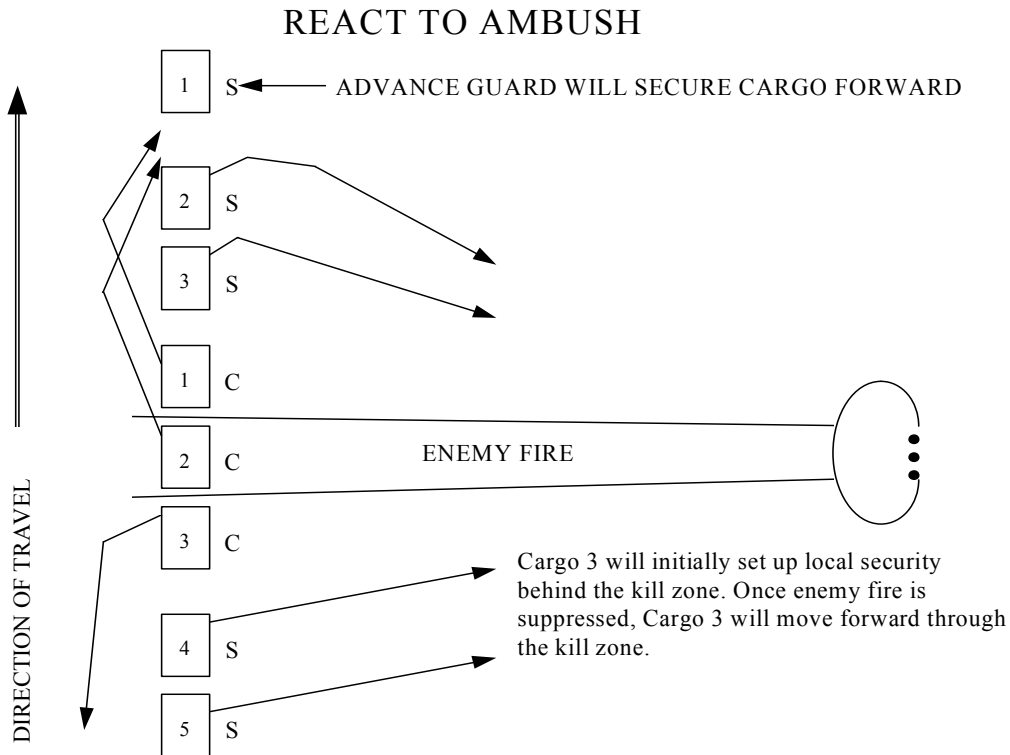 REACT TO AMBUSH
1 S ADVANCE GUARD WILL SECURE CARGO FORWARD
2 S
3 S
1 C
2 C ENEMY FIRE
3 C
4 S
5 S
Cargo 3 will initially set up local security
behind the kill zone. Once enemy fire is
suppressed, Cargo 3 will move forward through
the kill zone.
DIRECTION OF TRAVEL